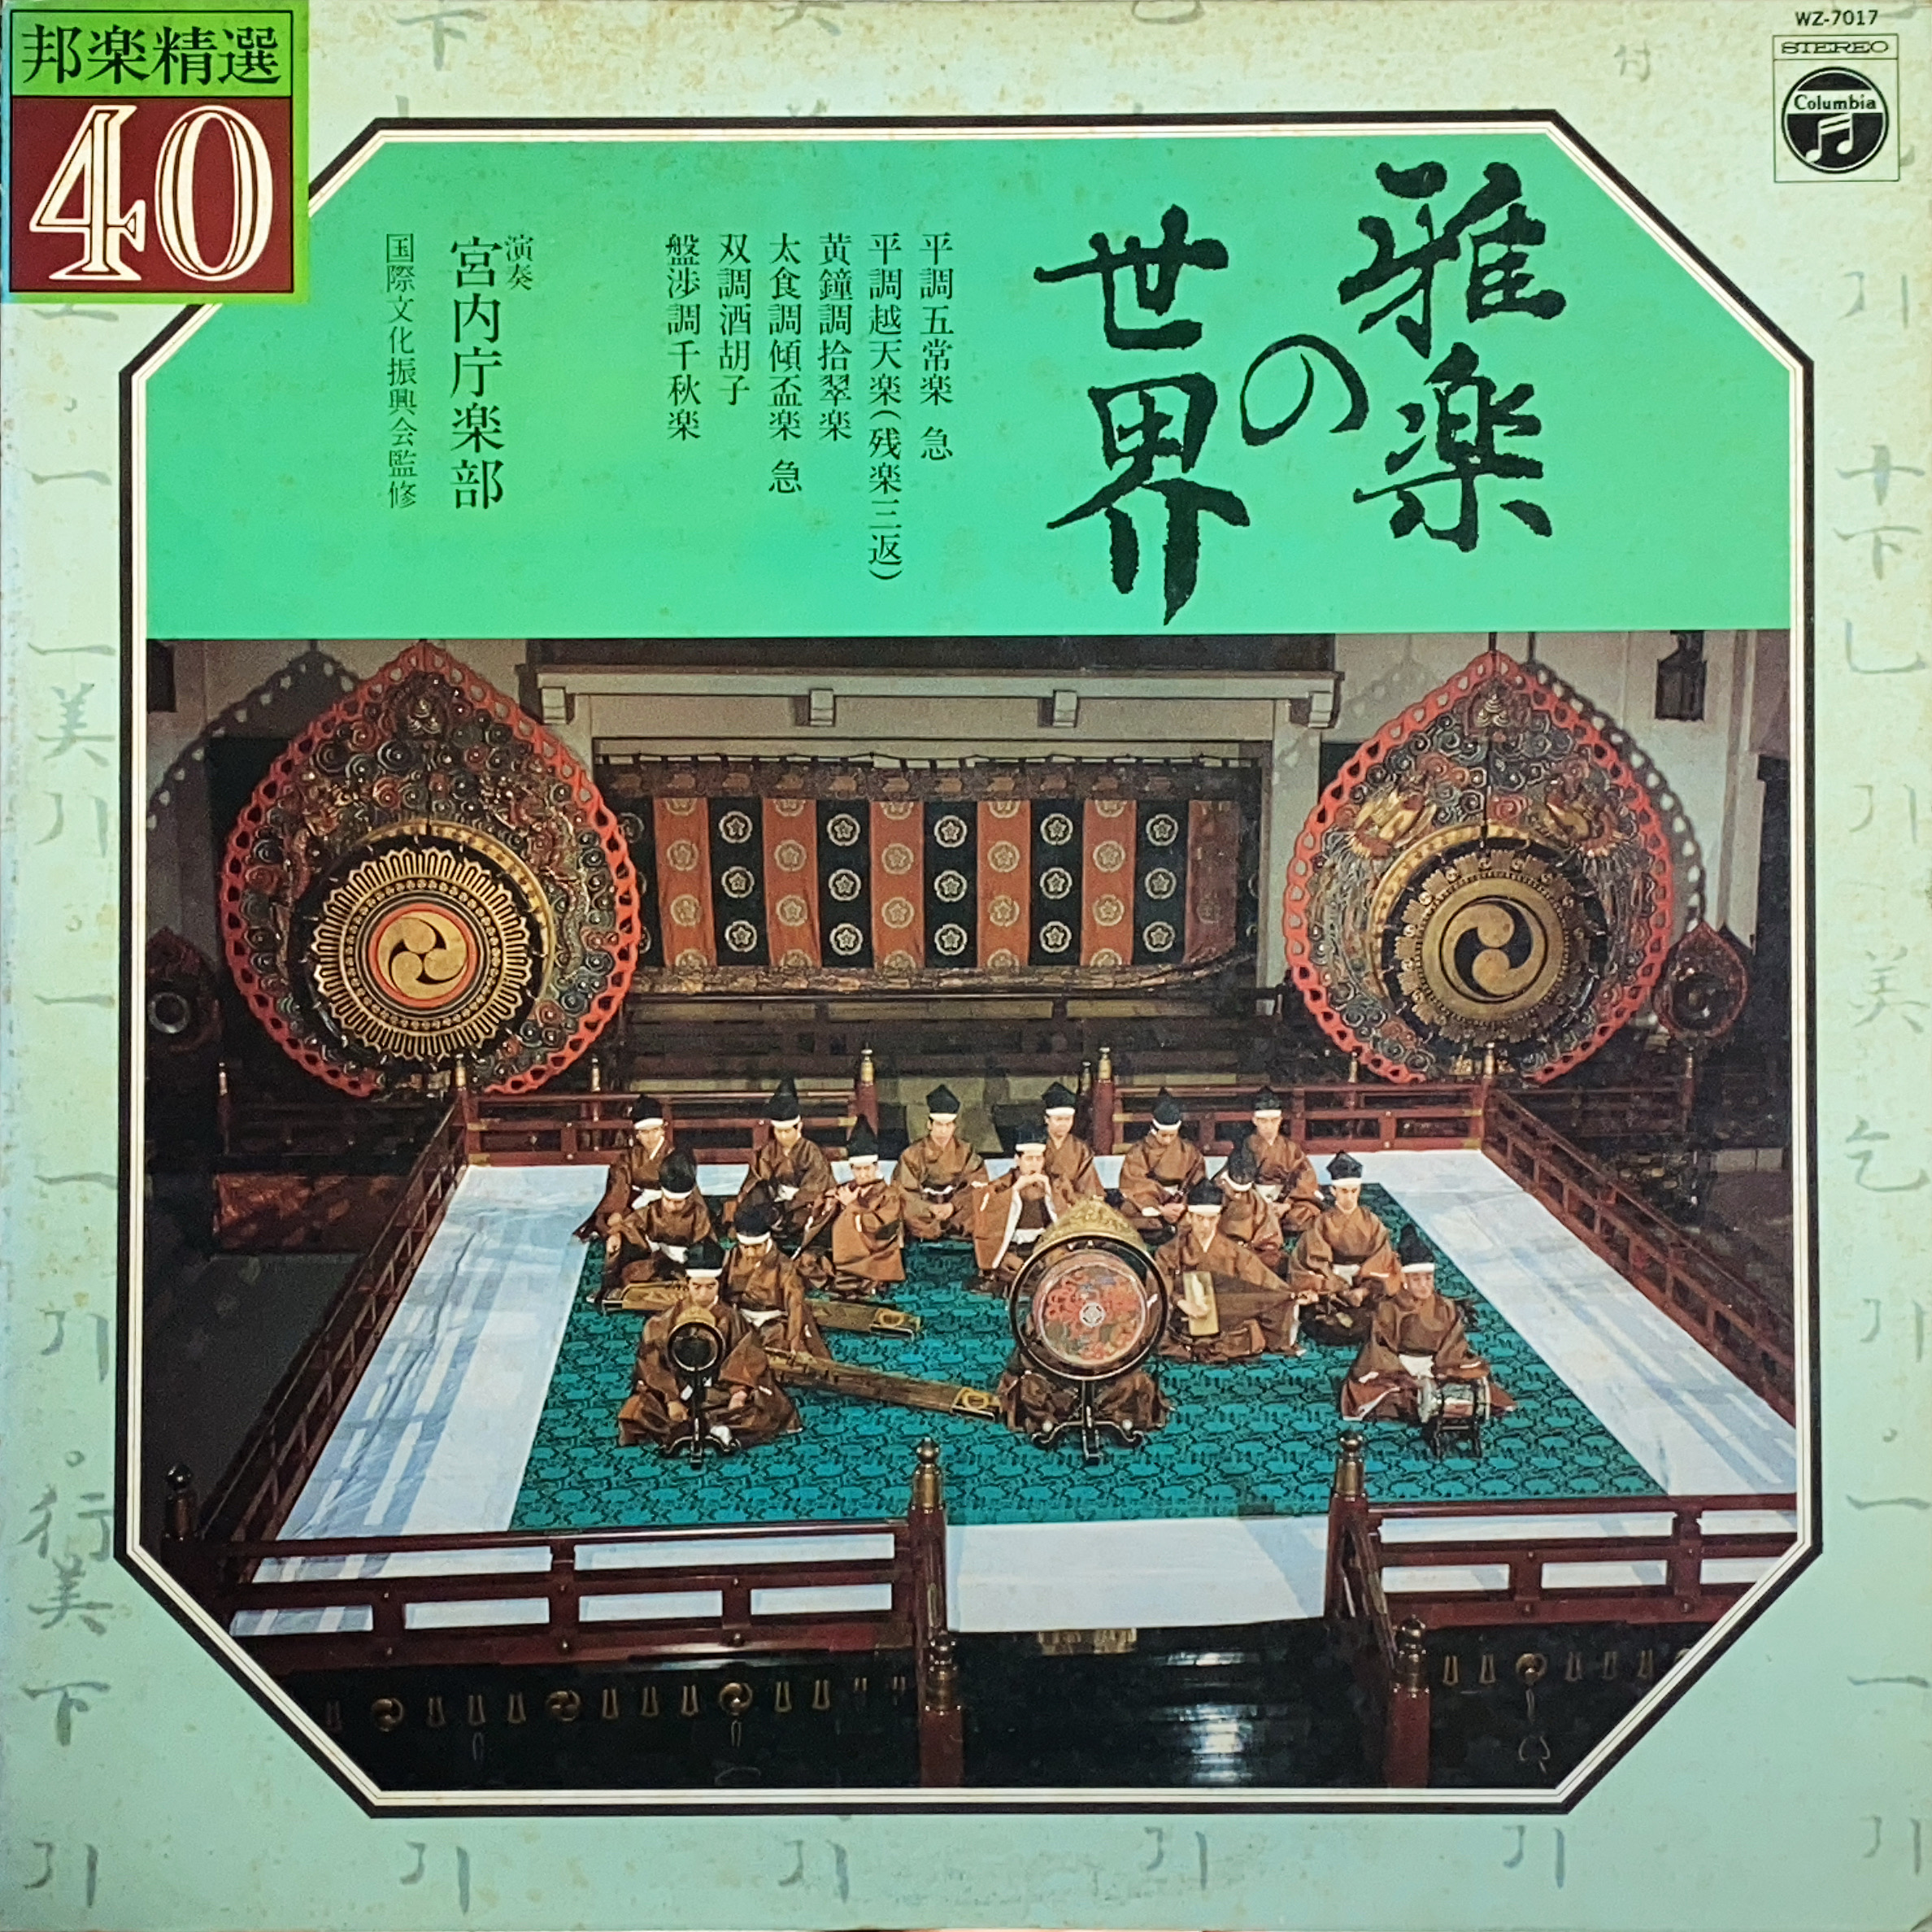 邦楽精選
40
WZ-7017
STEREO
Columbia
雅楽
の
世界
平調五常楽 急
平調越天楽(残楽三返)
黄鐘調拾翠楽
太食調傾盃楽 急
双調酒胡子
盤渉調千秋楽
演奏
宮内庁楽部
国際文化振興会監修